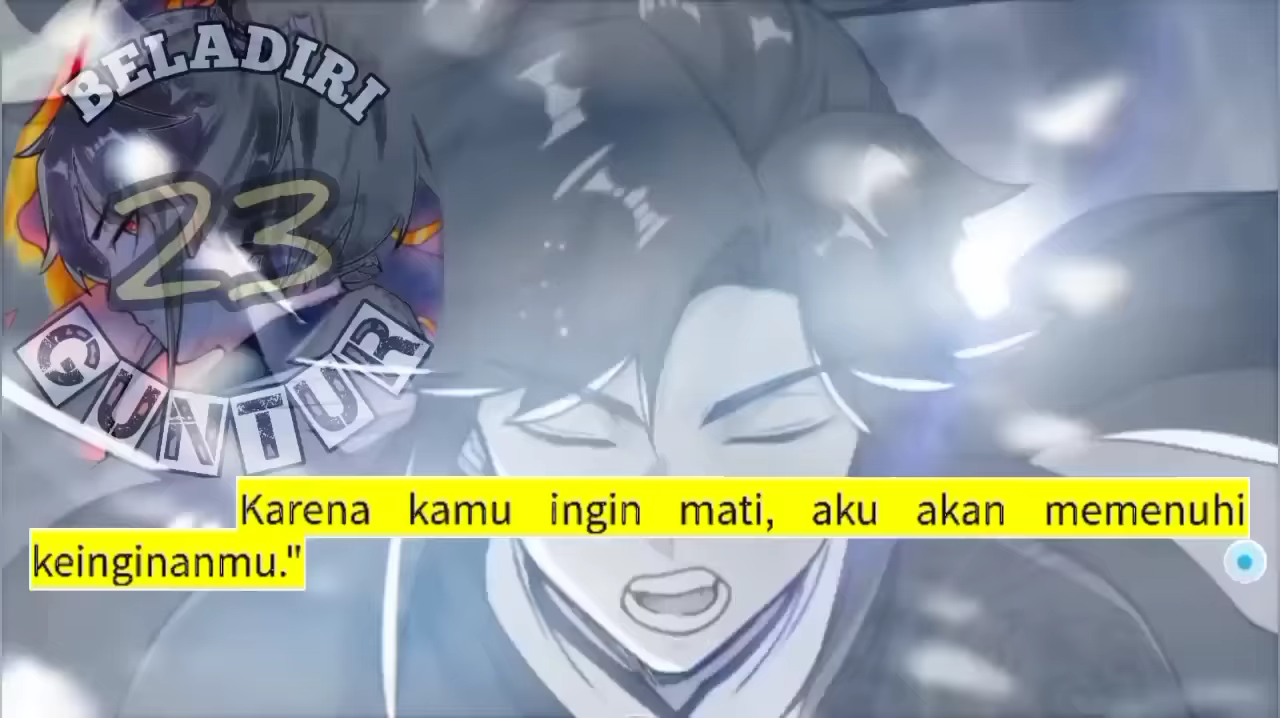 BELADIRI
23
GUNTUR
Karena kamu ingin mati, aku akan memenuhi
keinginanmu."